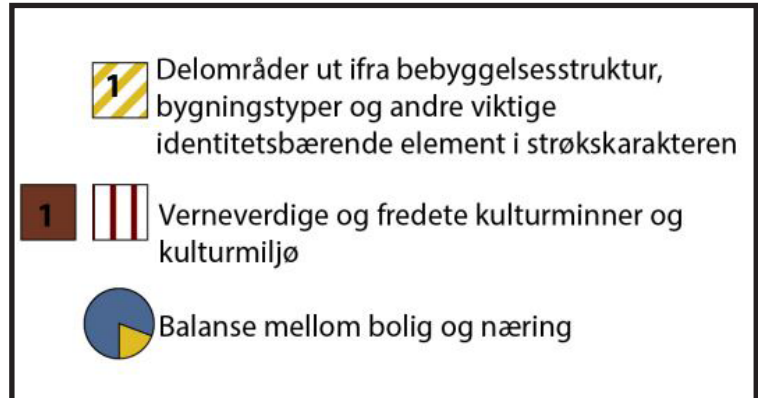 1 Delområder ut ifra bebyggelsesstruktur,
bygningstyper og andre viktige
identitetsbærende element i strøkskarakteren
1 Verneverdige og fredete kulturminner og
kulturmiljø
Balanse mellom bolig og næring